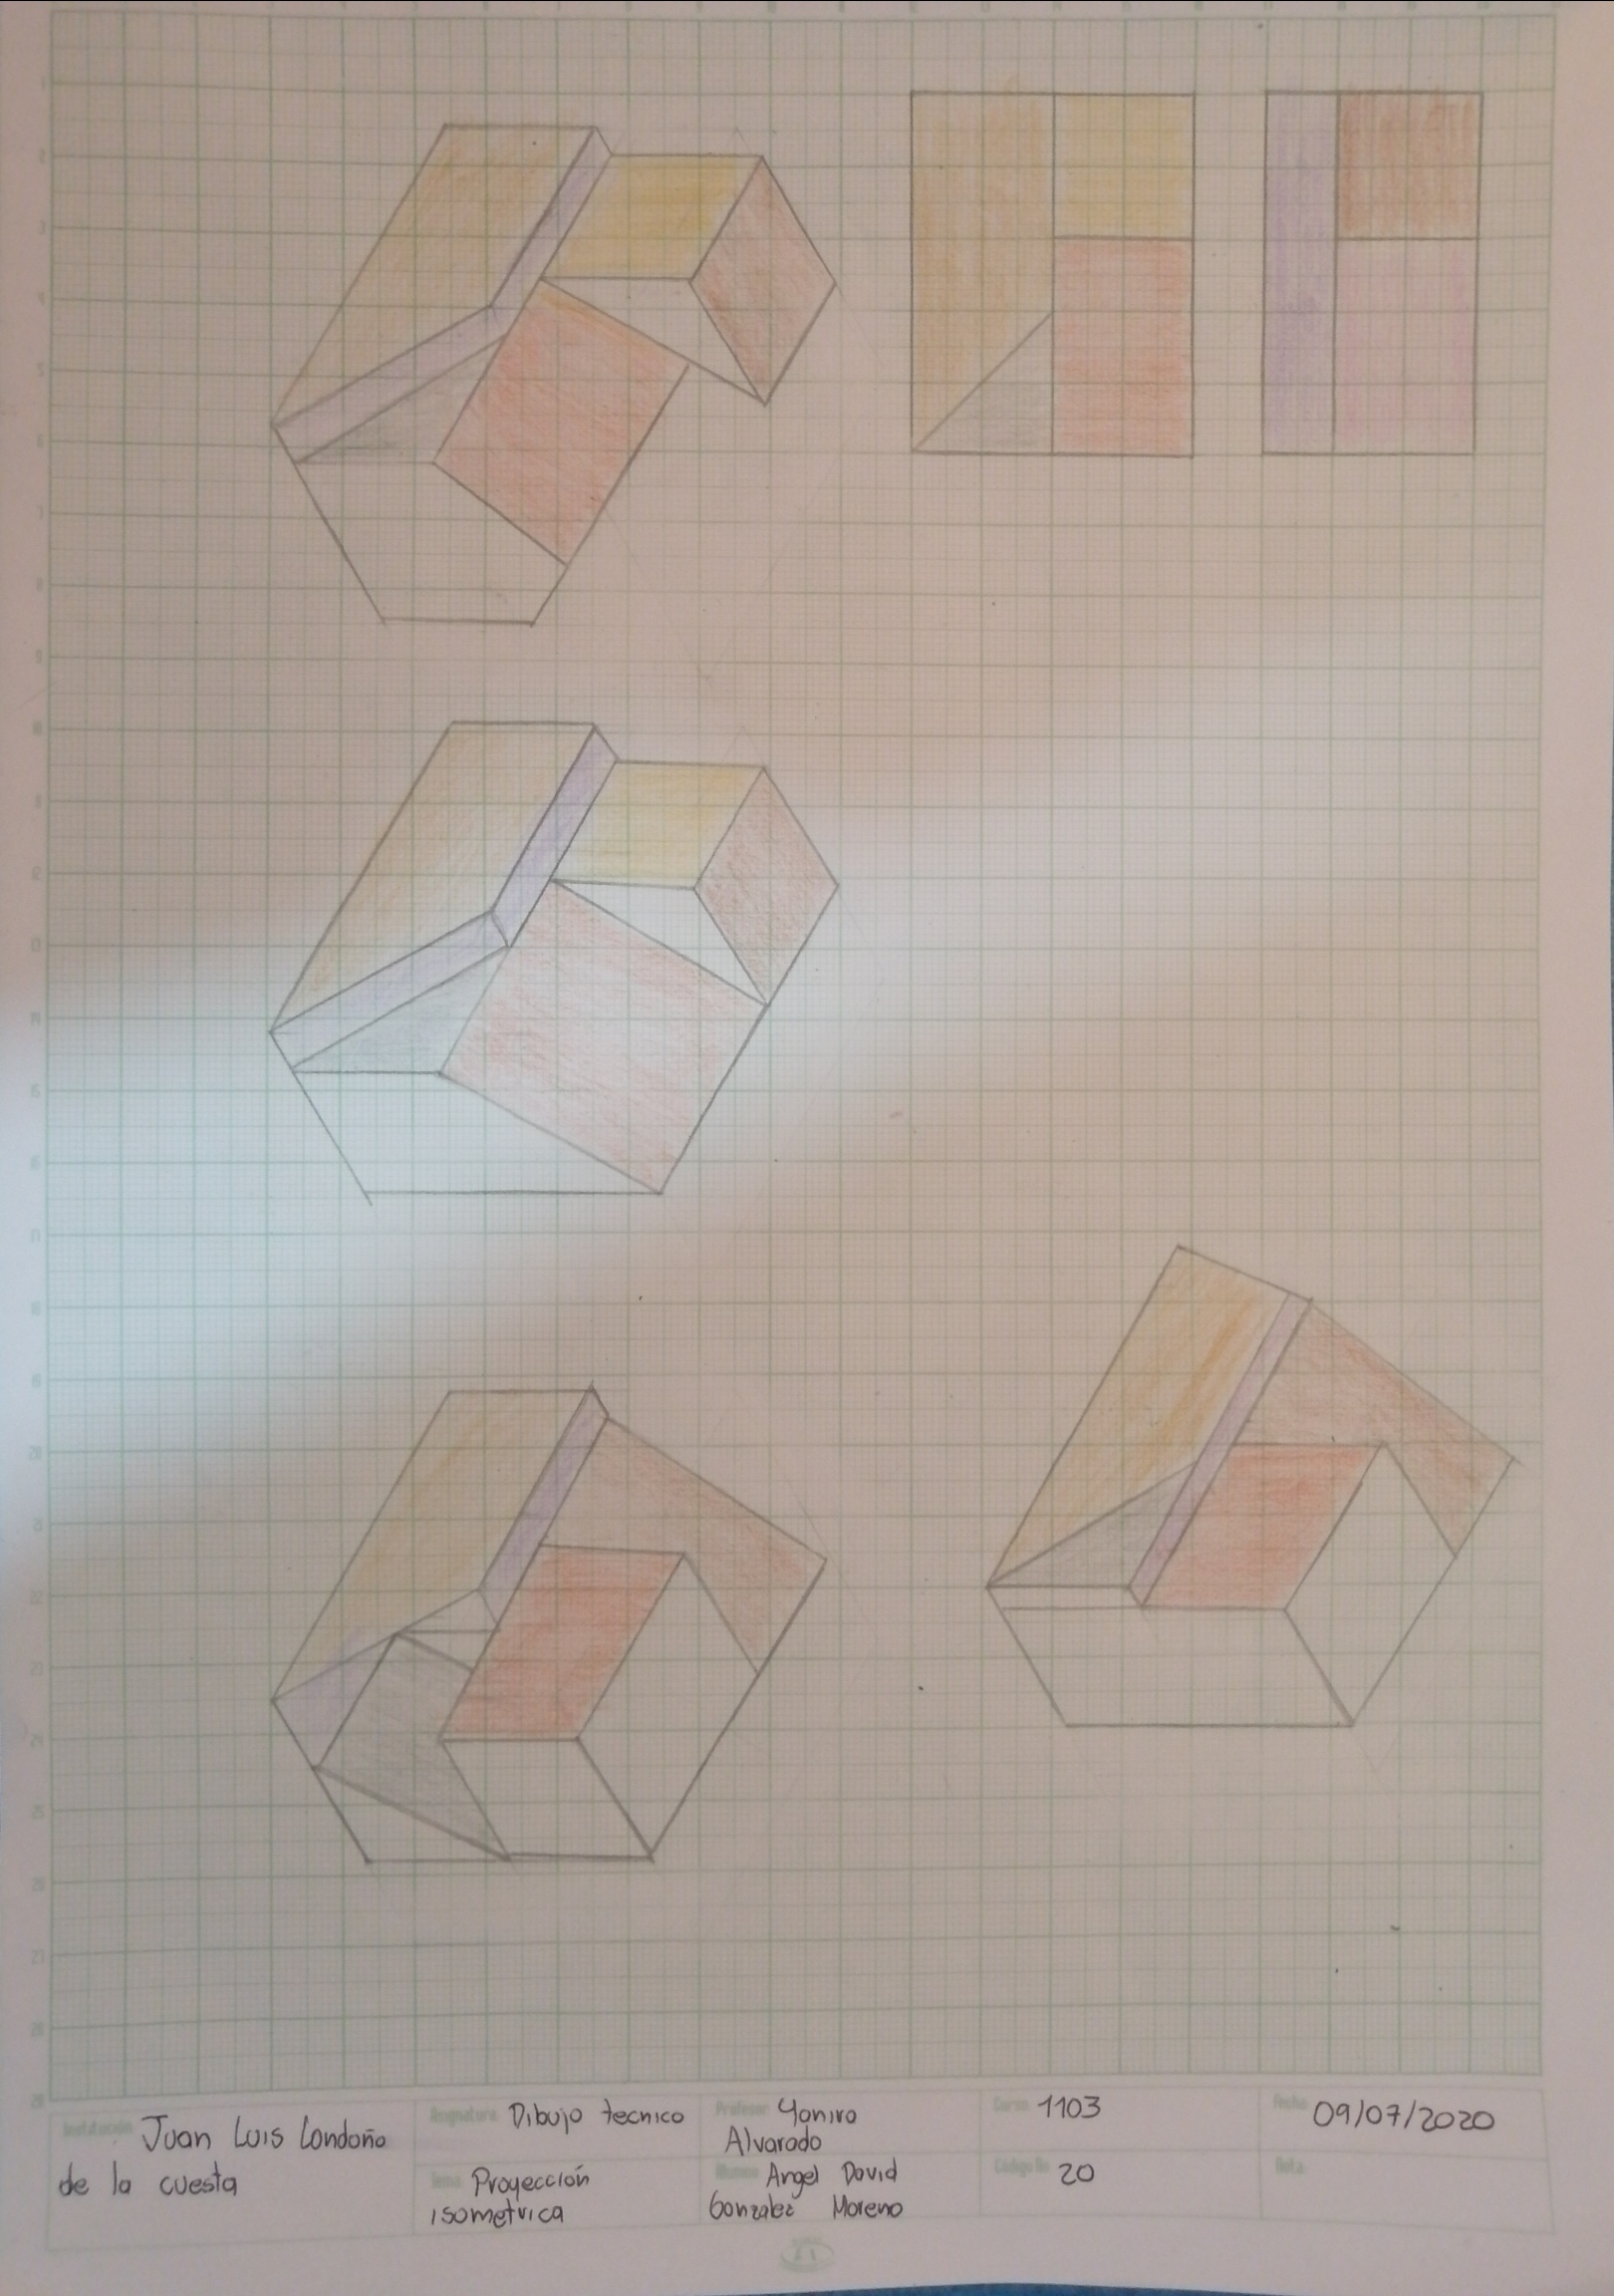 Institución Juan Luis Londoño
de la cuesta
Asignatura Dibujo tecnico
Tema Proyección
isometrica
Profesor Yaniro
Alvarado
Alumno Angel David
Gonzalez Moreno
Curso 1103
Código No 20
Fecha 09/07/2020
Nota